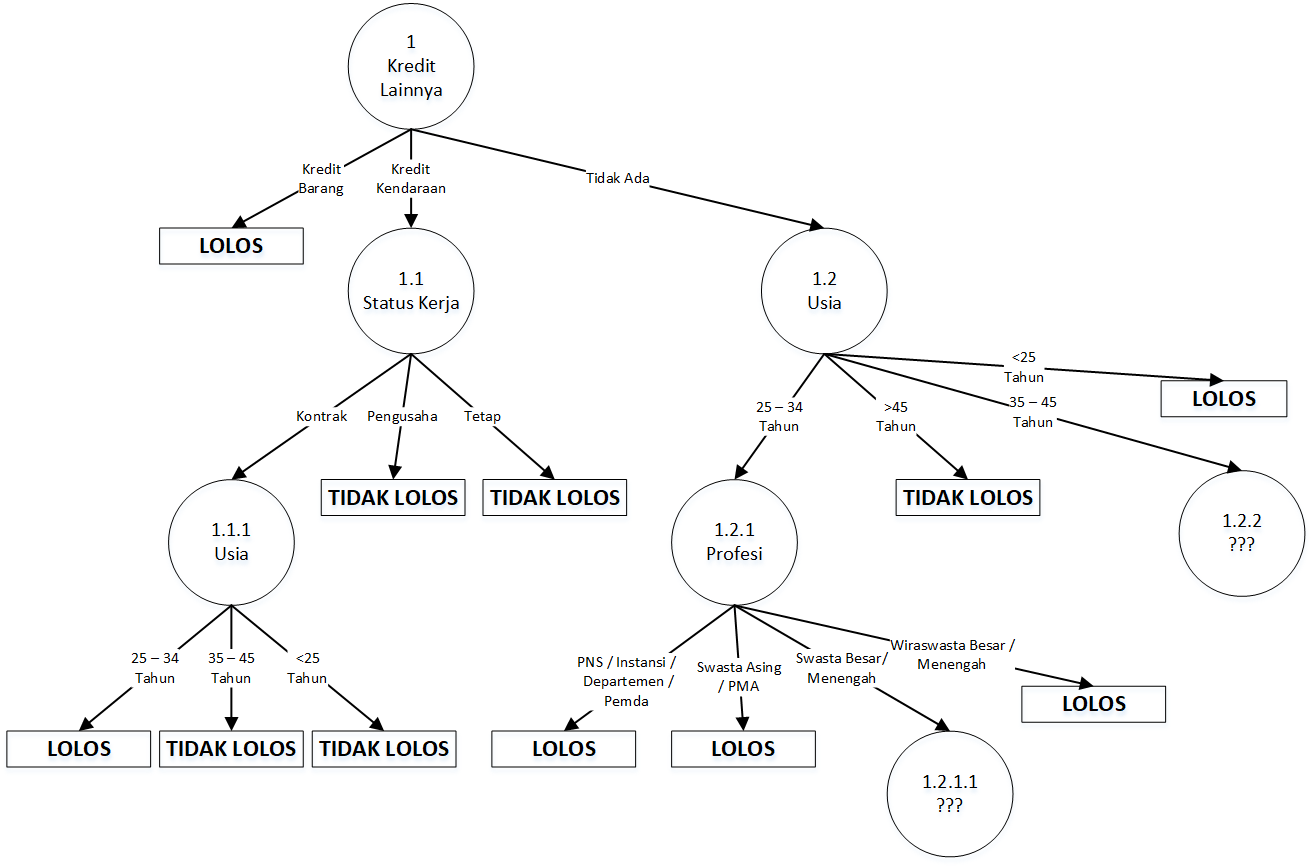 1
Kredit
Lainnya
Kredit
Barang
Kredit
Kendaraan
Tidak Ada
LOLOS
1.1
Status Kerja
1.2
Usia
<25
Tahun
LOLOS
Kontrak
Pengusaha
Tetap
25 – 34
Tahun
>45
Tahun
35 – 45
Tahun
1.1.1
Usia
TIDAK LOLOS
TIDAK LOLOS
1.2.1
Profesi
TIDAK LOLOS
1.2.2
???
25 – 34
Tahun
35 – 45
Tahun
<25
Tahun
PNS / Instansi /
Departemen /
Pemda
Swasta Asing
/ PMA
Swasta Besar/
Menengah
Wiraswasta Besar /
Menengah
LOLOS
LOLOS
TIDAK LOLOS
TIDAK LOLOS
LOLOS
LOLOS
1.2.1.1
???